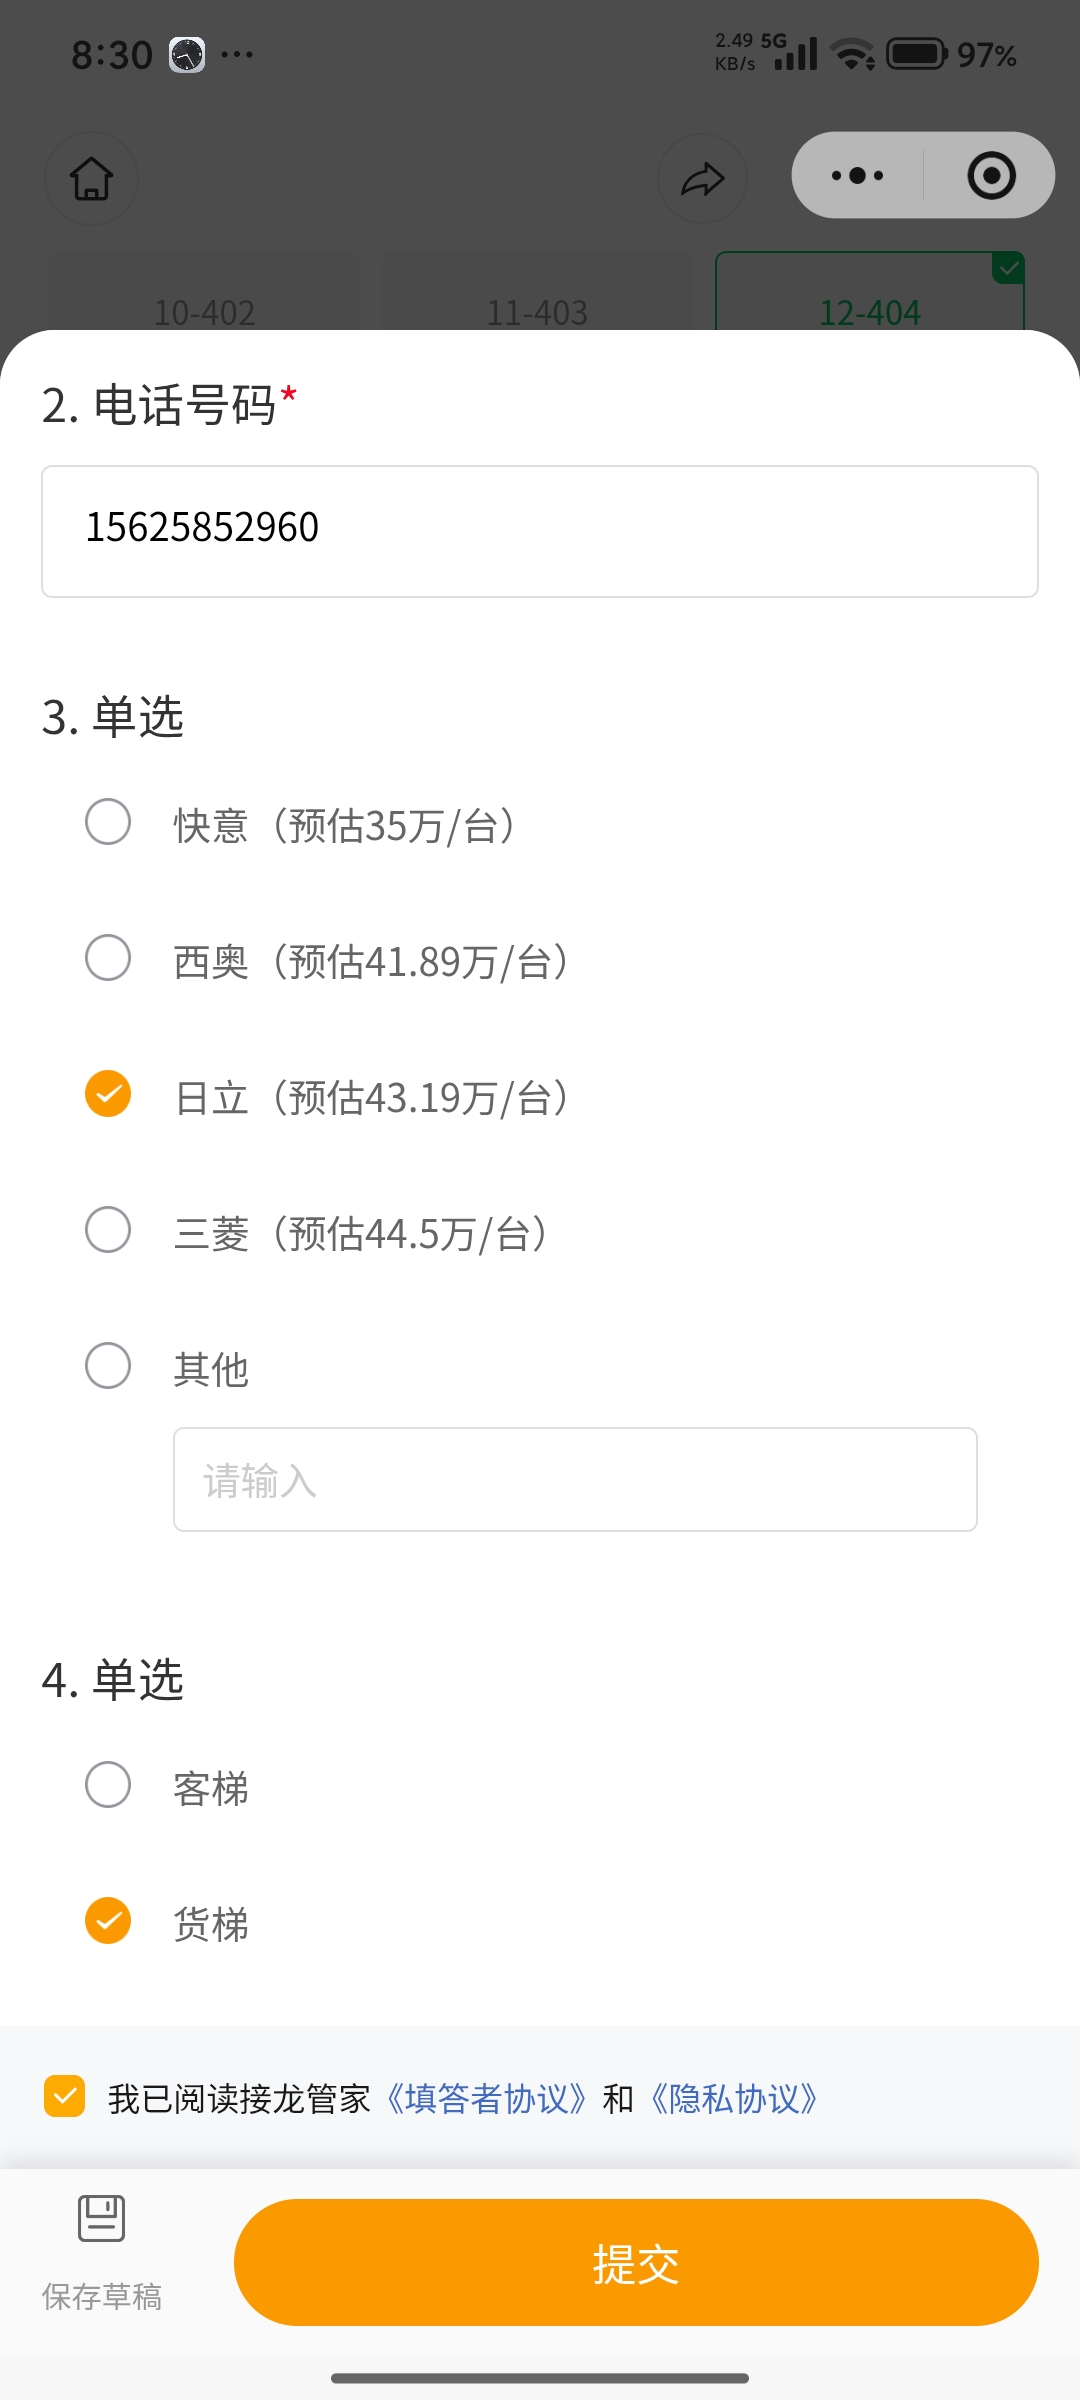 8:30
2.49 KB/s 5G 97%
10-402 11-403 12-404
2. 电话号码*
15625852960
3. 单选
快意（预估35万/台）
西奥（预估41.89万/台）
日立（预估43.19万/台）
三菱（预估44.5万/台）
其他
请输入
4. 单选
客梯
货梯
我已阅读接龙管家《填答者协议》和《隐私协议》
保存草稿
提交